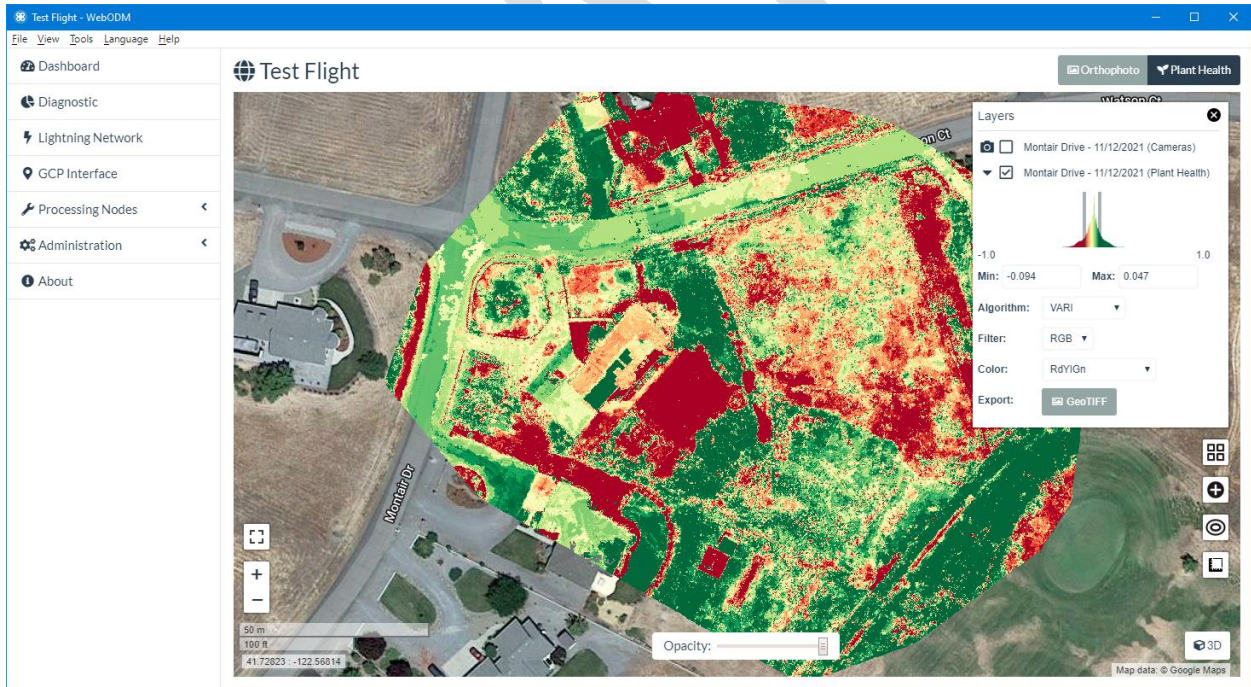 Test Flight - WebODM
File View Tools Language Help
Dashboard
Diagnostic
Lightning Network
GCP Interface
Processing Nodes
Administration
About
Test Flight
Orthophoto
Plant Health
Watson Ct
on Ct
Layers
Montair Drive - 11/12/2021 (Cameras)
Montair Drive - 11/12/2021 (Plant Health)
-1.0 1.0
Min: -0.094 Max: 0.047
Algorithm: VARI
Filter: RGB
Color: RdYlGn
Export: GeoTIFF
Montair Dr
+
−
50 m
100 ft
41.72823 : -122.56814
Opacity:
3D
Map data: © Google Maps